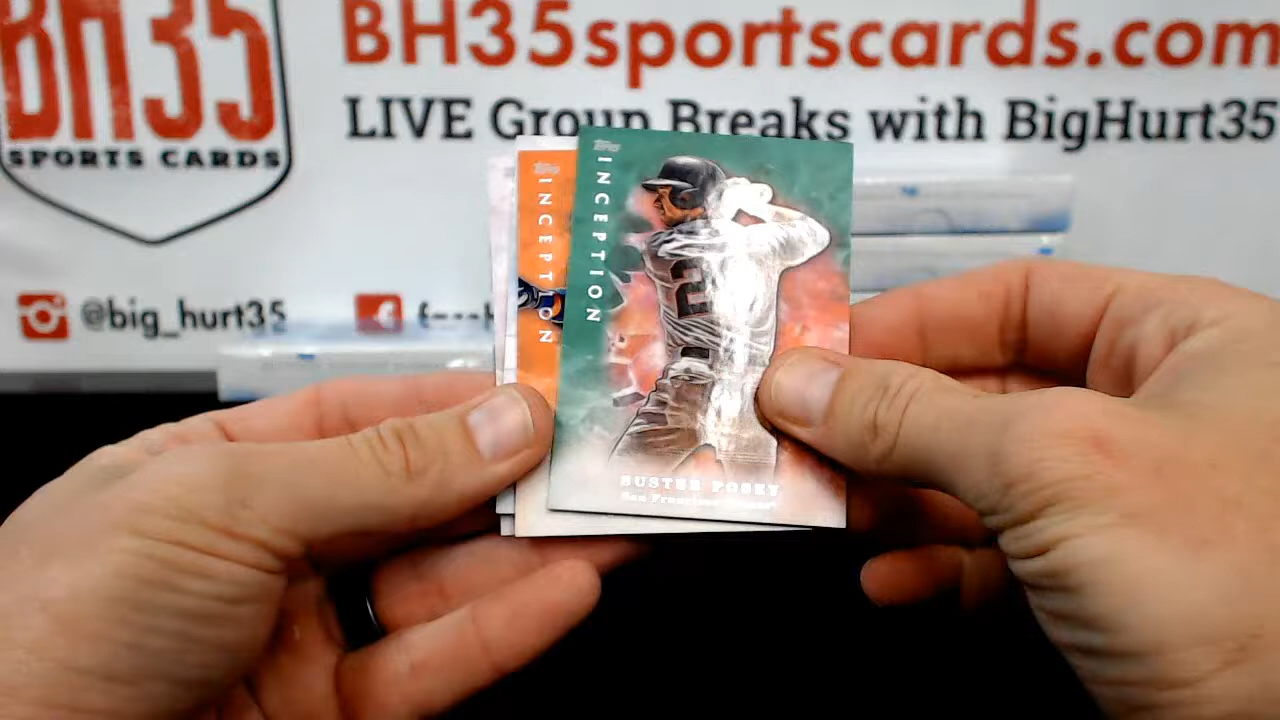 BH35
SPORTS CARDS
BH35sportscards.com
LIVE Group Breaks with BigHurt35
@big_hurt35
Topps
INCEPTION
Topps
INCEPTION
2
BUSTER POSEY
San Francisco